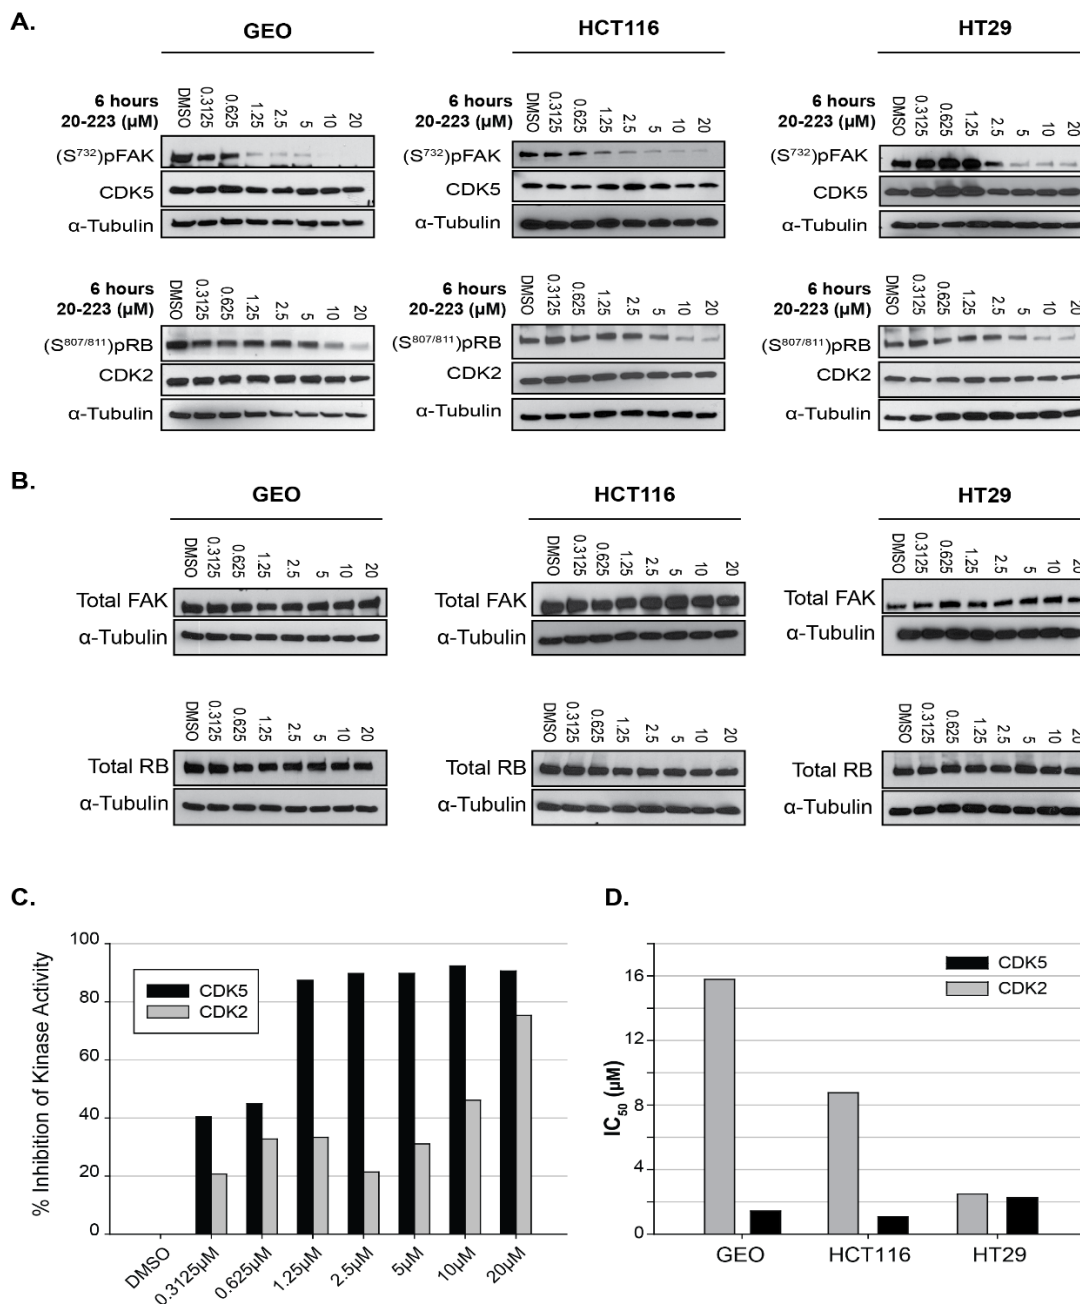 A.
GEO HCT116 HT29
6 hours
20-223 (µM)
DMSO 0.3125 0.625 1.25 2.5 5 10 20
(S732)pFAK
CDK5
α-Tubulin
6 hours
20-223 (µM)
DMSO 0.3125 0.625 1.25 2.5 5 10 20
(S732)pFAK
CDK5
α-Tubulin
6 hours
20-223 (µM)
DMSO 0.3125 0.625 1.25 2.5 5 10 20
(S732)pFAK
CDK5
α-Tubulin
6 hours
20-223 (µM)
DMSO 0.3125 0.625 1.25 2.5 5 10 20
(S807/811)pRB
CDK2
α-Tubulin
6 hours
20-223 (µM)
DMSO 0.3125 0.625 1.25 2.5 5 10 20
(S807/811)pRB
CDK2
α-Tubulin
6 hours
20-223 (µM)
DMSO 0.3125 0.625 1.25 2.5 5 10 20
(S807/811)pRB
CDK2
α-Tubulin
B.
GEO HCT116 HT29
DMSO 0.3125 0.625 1.25 2.5 5 10 20
Total FAK
α-Tubulin
DMSO 0.3125 0.625 1.25 2.5 5 10 20
Total FAK
α-Tubulin
DMSO 0.3125 0.625 1.25 2.5 5 10 20
Total FAK
α-Tubulin
DMSO 0.3125 0.625 1.25 2.5 5 10 20
Total RB
α-Tubulin
DMSO 0.3125 0.625 1.25 2.5 5 10 20
Total RB
α-Tubulin
DMSO 0.3125 0.625 1.25 2.5 5 10 20
Total RB
α-Tubulin
C.
% Inhibition of Kinase Activity
100
80
60
40
20
0
CDK5
CDK2
DMSO 0.3125µM 0.625µM 1.25µM 2.5µM 5µM 10µM 20µM
D.
IC50 (µM)
16
12
8
4
0
CDK5
CDK2
GEO HCT116 HT29